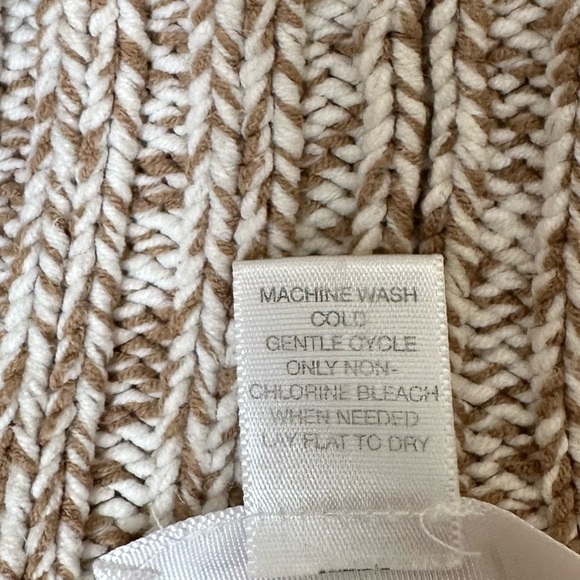 MACHINE WASH
COLD
GENTLE CYCLE
ONLY NON-
CHLORINE BLEACH
WHEN NEEDED
LAY FLAT TO DRY